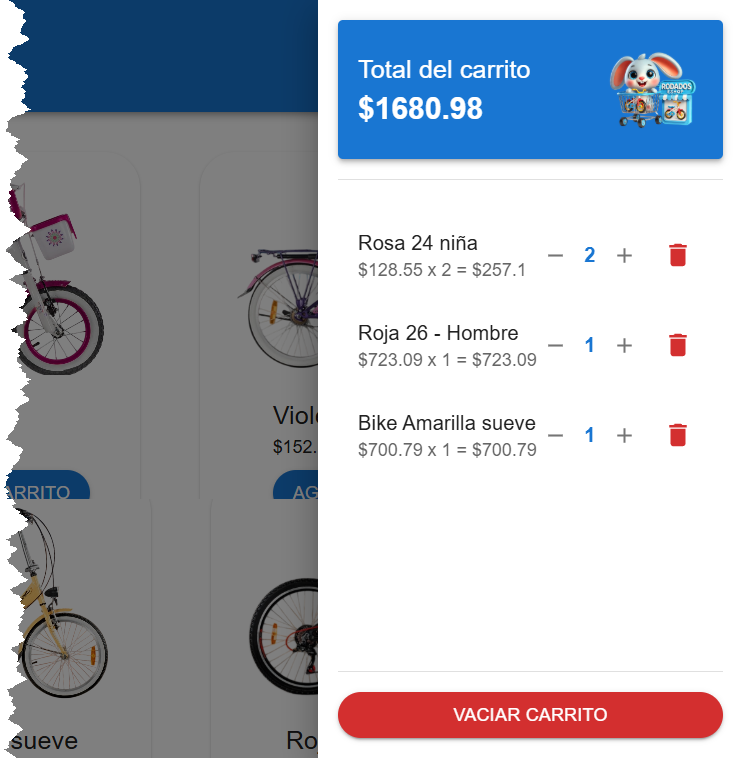 Total del carrito
$1680.98
RODADOS
Rosa 24 niña
$128.55 x 2 = $257.1
2
Roja 26 - Hombre
$723.09 x 1 = $723.09
1
Bike Amarilla sueve
$700.79 x 1 = $700.79
1
VACIAR CARRITO
Viol
$152.
ARRITO
AG
sueve
Ro